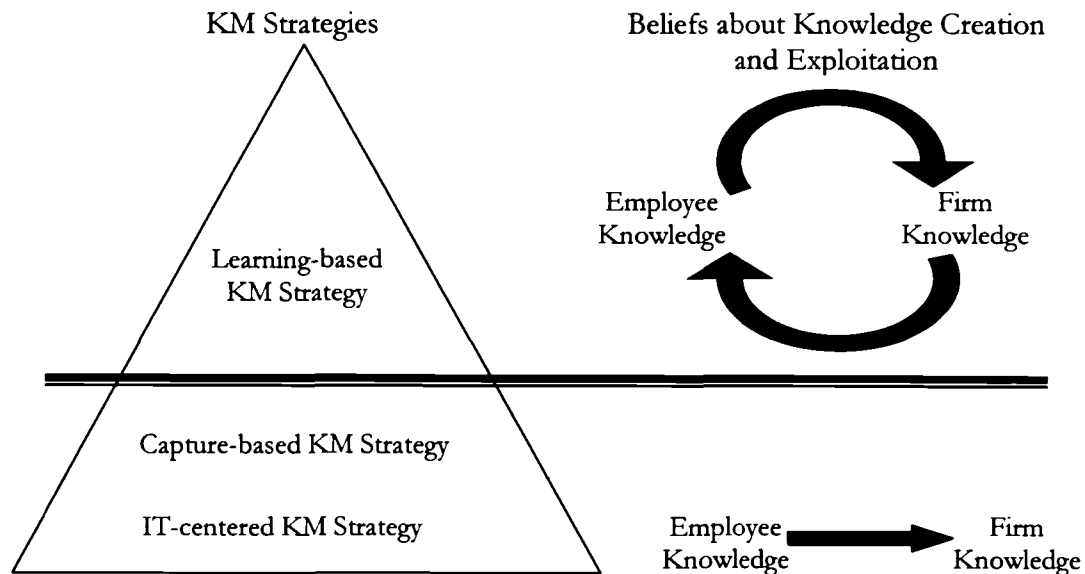 KM Strategies
Beliefs about Knowledge Creation
and Exploitation
Employee
Knowledge
Firm
Knowledge
Learning-based
KM Strategy
Capture-based KM Strategy
IT-centered KM Strategy
Employee
Knowledge
Firm
Knowledge